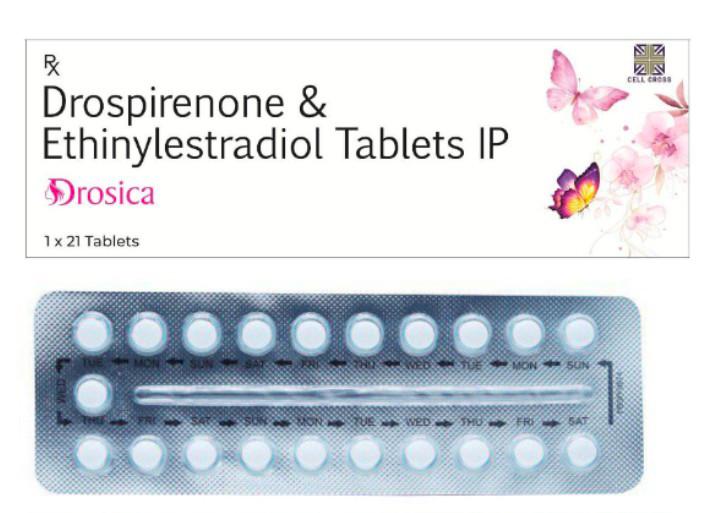 Rx
Drospirenone &
Ethinylestradiol Tablets IP
Drosica
1 x 21 Tablets
CELL CROSS
TUE MON SUN SAT FRI THU WED TUE MON SUN
WED
THU FRI SAT SUN MON TUE WED THU FRI SAT